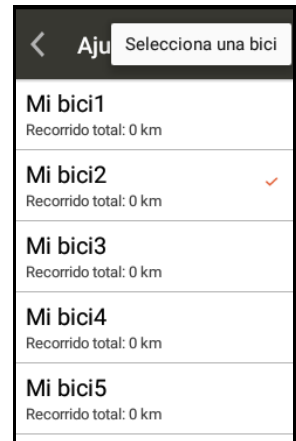 Aju
Selecciona una bici
Mi bici1
Recorrido total: 0 km
Mi bici2
Recorrido total: 0 km
Mi bici3
Recorrido total: 0 km
Mi bici4
Recorrido total: 0 km
Mi bici5
Recorrido total: 0 km